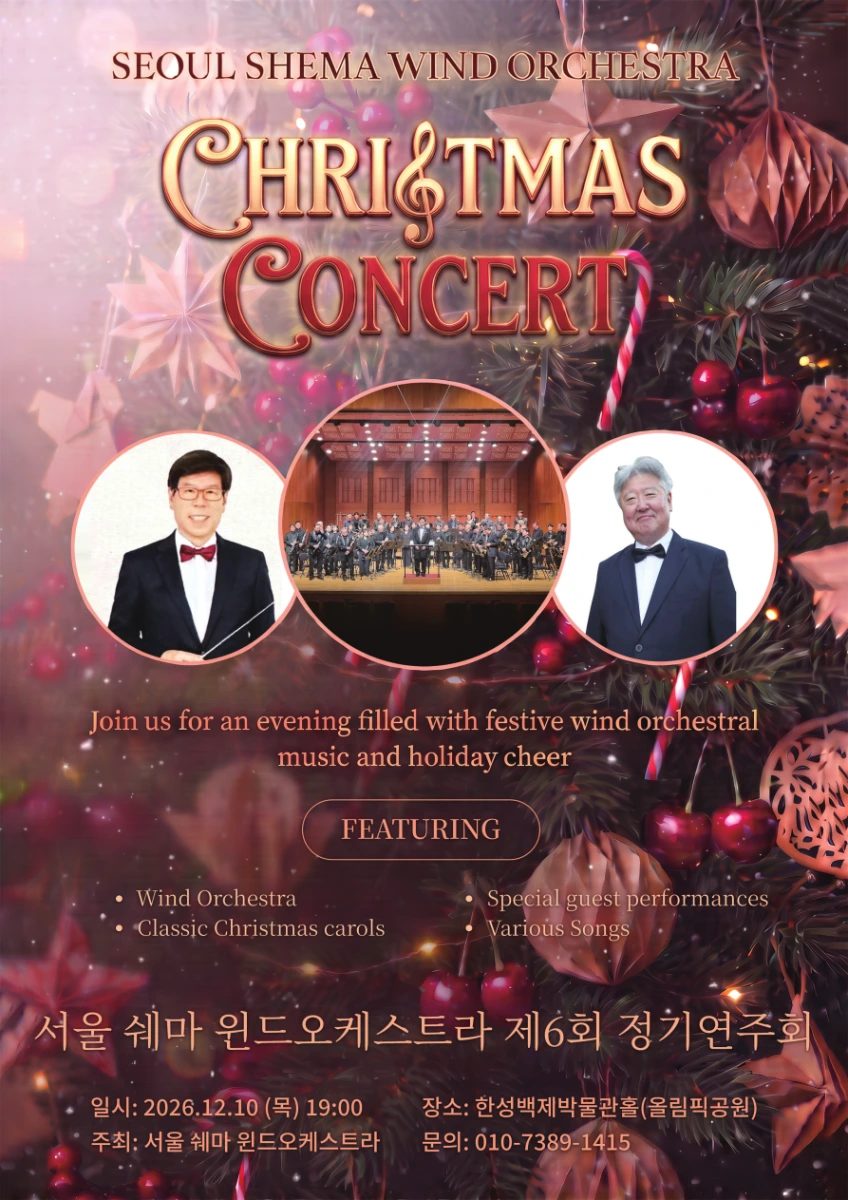 SEOUL SHEMA WIND ORCHESTRA
CHRISTMAS
CONCERT
Join us for an evening filled with festive wind orchestral
music and holiday cheer
FEATURING
• Wind Orchestra
• Classic Christmas carols
• Special guest performances
• Various Songs
서울 쉐마 윈드오케스트라 제6회 정기연주회
일시: 2026.12.10 (목) 19:00
주최: 서울 쉐마 윈드오케스트라
장소: 한성백제박물관홀(올림픽공원)
문의: 010-7389-1415